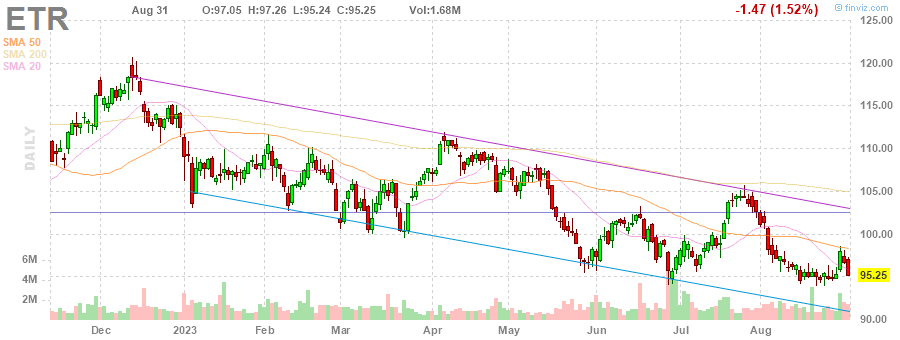 ETR Aug 31 O:97.05 H:97.26 L:95.24 C:95.25 Vol:1.68M -1.47 (1.52%) © finviz.com
SMA 50
SMA 200
SMA 20
DAILY
125.00
120.00
115.00
110.00
105.00
100.00
95.25
90.00
6M
4M
2M
Dec 2023 Feb Mar Apr May Jun Jul Aug